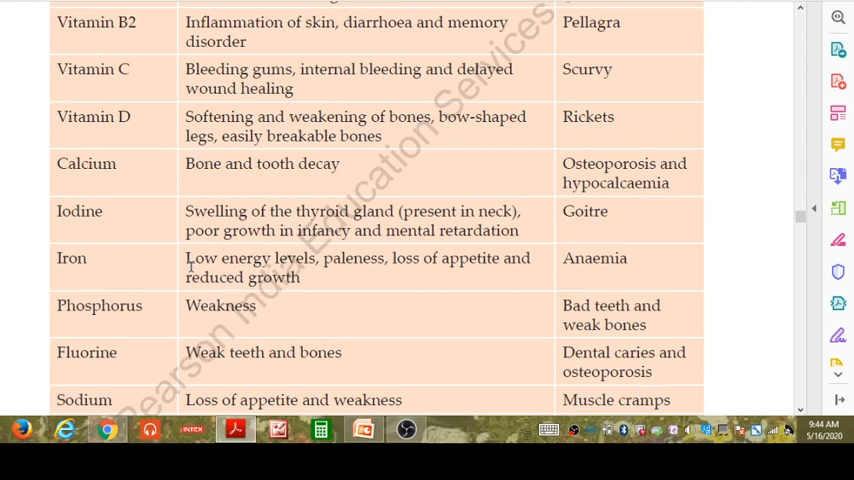 Vitamin B2 Inflammation of skin, diarrhoea and memory Pellagra
disorder
Vitamin C Bleeding gums, internal bleeding and delayed Scurvy
wound healing
Vitamin D Softening and weakening of bones, bow-shaped Rickets
legs, easily breakable bones
Calcium Bone and tooth decay Osteoporosis and
hypocalcaemia
Iodine Swelling of the thyroid gland (present in neck), Goitre
poor growth in infancy and mental retardation
Iron Low energy levels, paleness, loss of appetite and Anaemia
reduced growth
Phosphorus Weakness Bad teeth and
weak bones
Fluorine Weak teeth and bones Dental caries and
osteoporosis
Sodium Loss of appetite and weakness Muscle cramps
Pearson India Education Services
INTEX
9:44 AM
5/16/2020